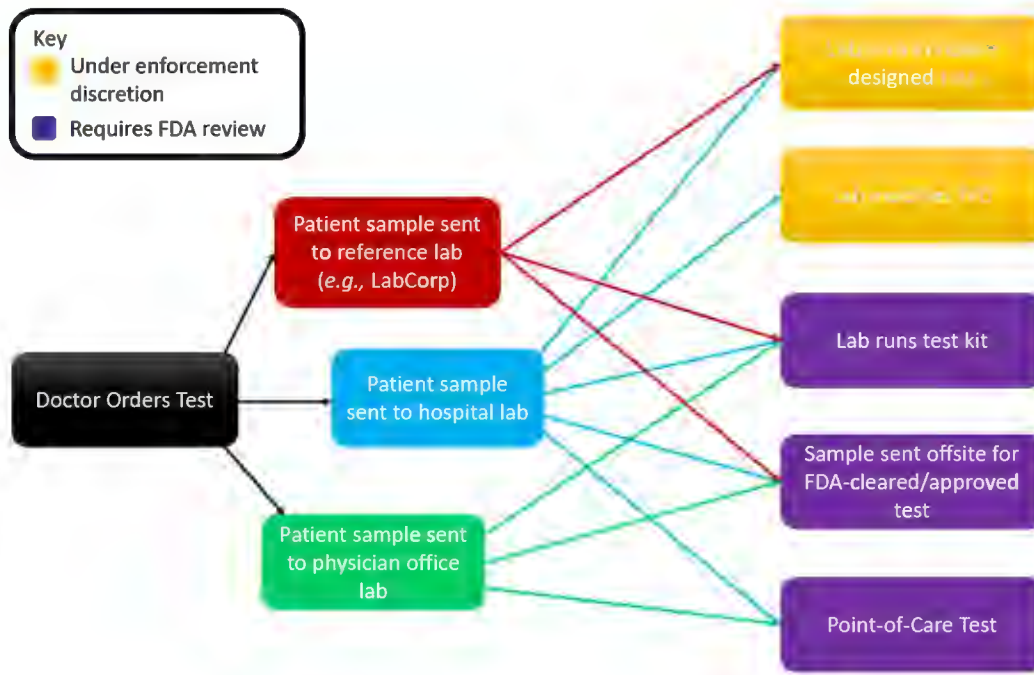 Key
Under enforcement
discretion
Requires FDA review
designed
Patient sample sent
to reference lab
(e.g., LabCorp)
Lab runs test kit
Doctor Orders Test
Patient sample
sent to hospital lab
Sample sent offsite for
FDA-cleared/approved
test
Patient sample sent
to physician office
lab
Point-of-Care Test